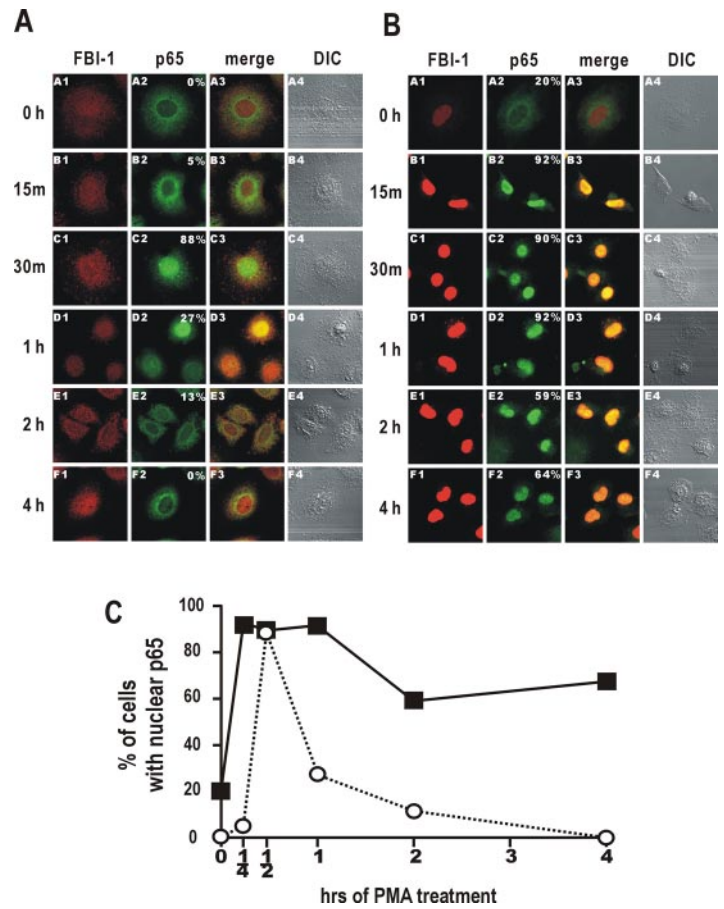 A
FBI-1 p65 merge DIC
0 h
A1 A2 0% A3 A4
15m
B1 B2 5% B3 B4
30m
C1 C2 88% C3 C4
1 h
D1 D2 27% D3 D4
2 h
E1 E2 13% E3 E4
4 h
F1 F2 0% F3 F4
B
FBI-1 p65 merge DIC
0 h
A1 A2 20% A3 A4
15m
B1 B2 92% B3 B4
30m
C1 C2 90% C3 C4
1 h
D1 D2 92% D3 D4
2 h
E1 E2 59% E3 E4
4 h
F1 F2 64% F3 F4
C
% of cells
with nuclear p65
100
80
60
40
20
0
0 1/4 1/2 1 2 3 4
hrs of PMA treatment